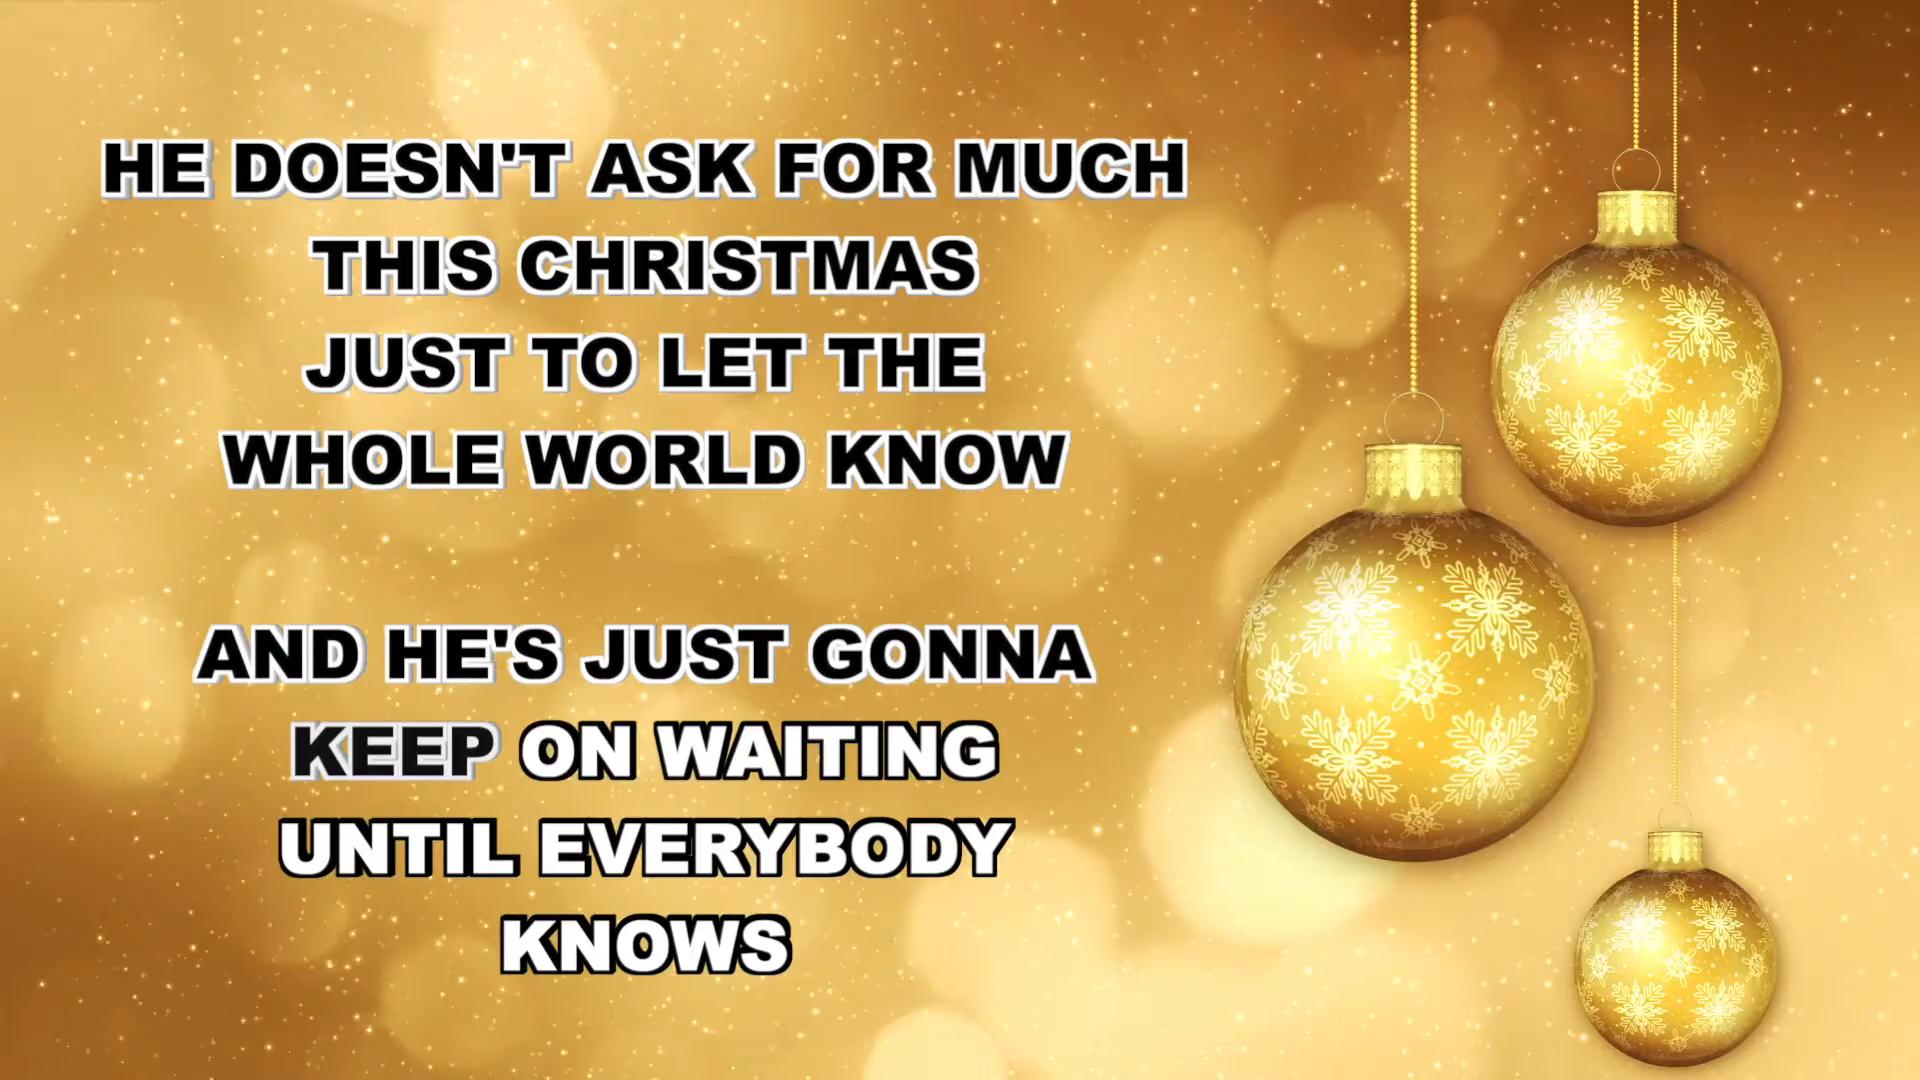 HE DOESN'T ASK FOR MUCH
THIS CHRISTMAS
JUST TO LET THE
WHOLE WORLD KNOW
AND HE'S JUST GONNA
KEEP ON WAITING
UNTIL EVERYBODY
KNOWS